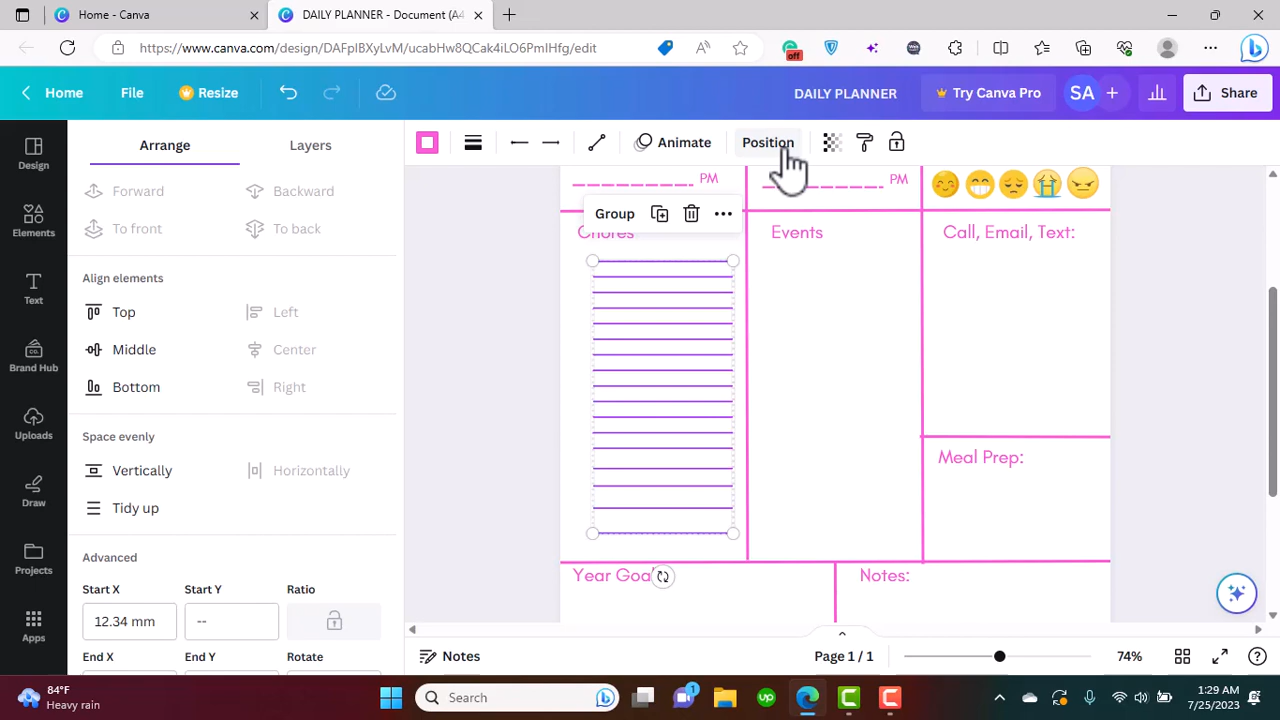 Home - Canva
DAILY PLANNER - Document (A4
https://www.canva.com/design/DAFpIBXyLvM/ucabHw8QCak4iLO6PmIHfg/edit
off
Home
File
Resize
DAILY PLANNER
Try Canva Pro
SA
Share
Design
Elements
Text
Brand Hub
Uploads
Draw
Projects
Apps
Arrange
Layers
Forward
Backward
To front
To back
Align elements
Top
Left
Middle
Center
Bottom
Right
Space evenly
Vertically
Horizontally
Tidy up
Advanced
Start X
Start Y
Ratio
12.34 mm
--
End X
End Y
Rotate
Animate
Position
PM
PM
Group
Chores
Events
Call, Email, Text:
Meal Prep:
Year Goal
Notes:
Notes
Page 1 / 1
74%
84°F
Heavy rain
Search
1
up
1:29 AM
7/25/2023